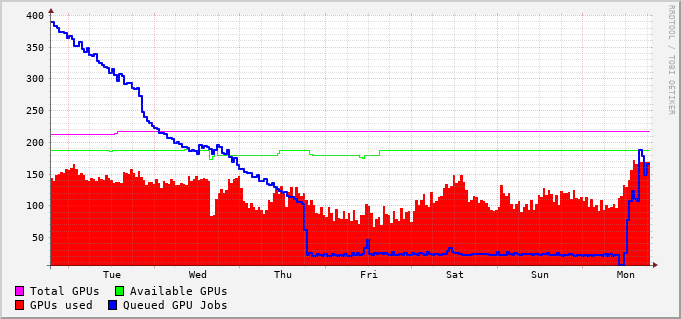 400
350
300
250
200
150
100
50
Tue Wed Thu Fri Sat Sun Mon
Total GPUs Available GPUs
GPUs used Queued GPU Jobs
RRDTOOL / TOBI OETIKER